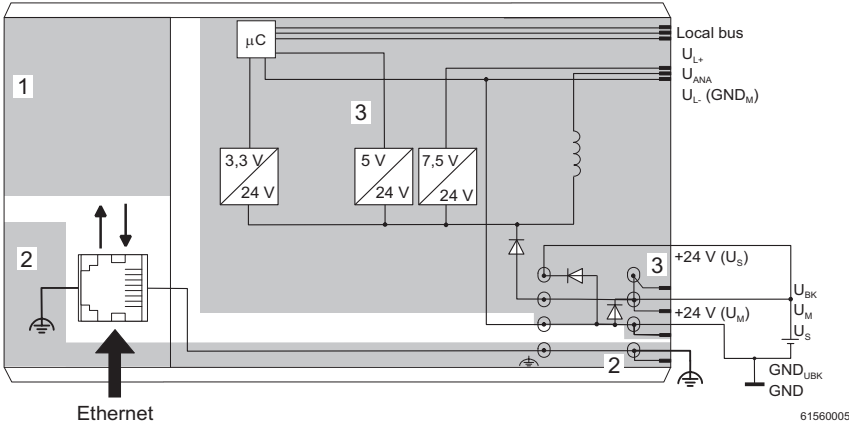 µC
Local bus
U_L+
U_ANA
U_L- (GND_M)
1
3
3,3 V
24 V
5 V
24 V
7,5 V
24 V
2
3
+24 V (U_S)
U_BK
+24 V (U_M)
U_M
U_S
2
GND_UBK
GND
Ethernet
61560005